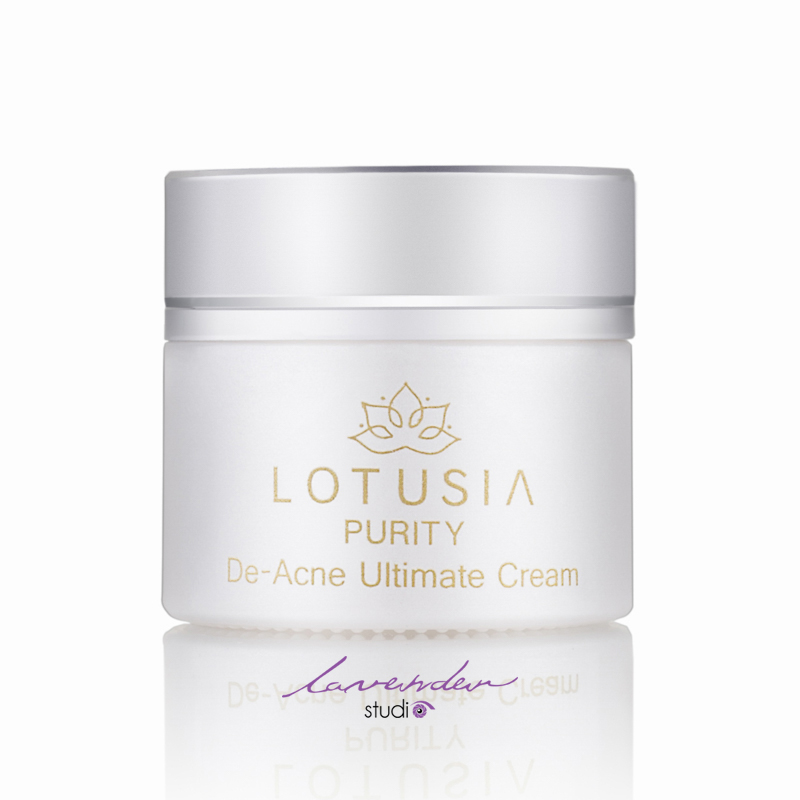 LOTUSIA
PURITY
De-Acne Ultimate Cream
lavender
studio